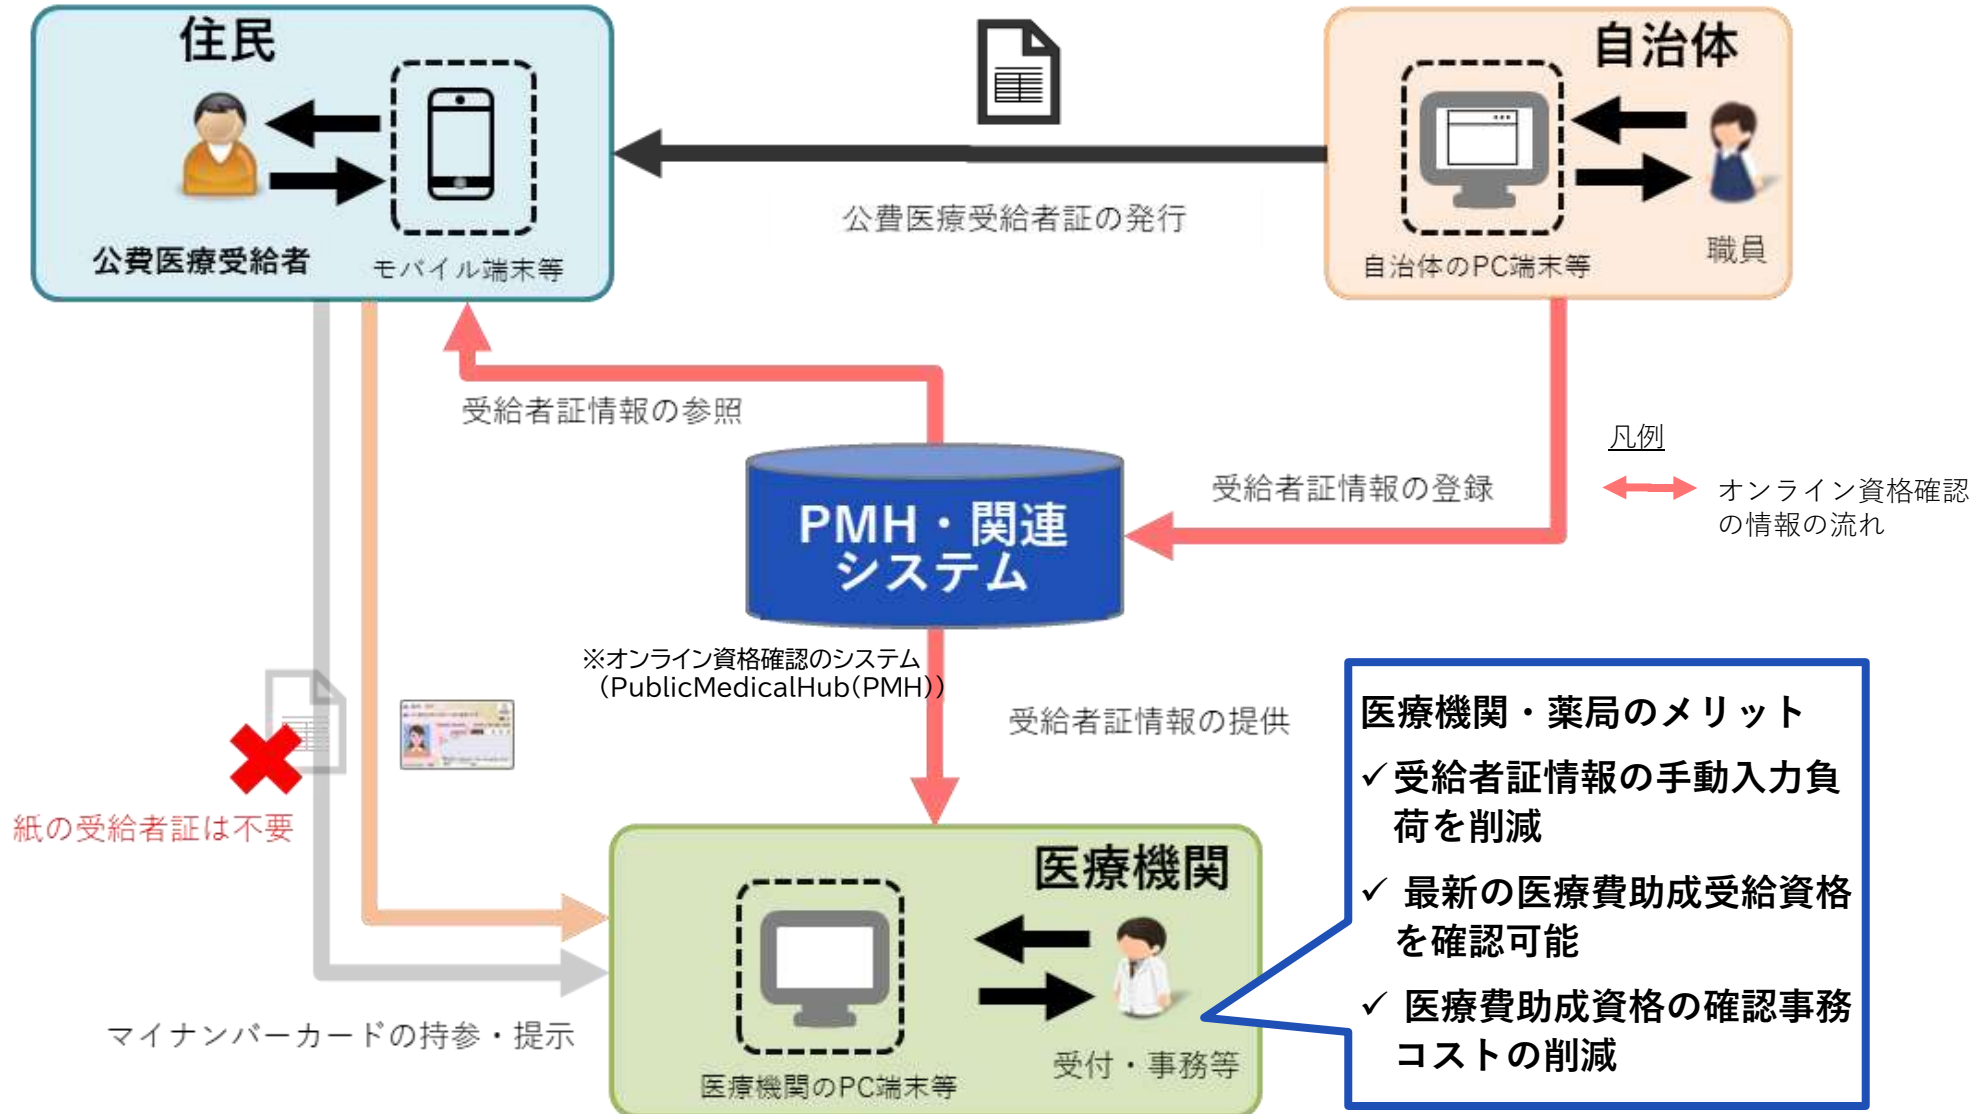 住民
公費医療受給者
モバイル端末等
公費医療受給者証の発行
自治体
自治体のPC端末等
職員
受給者証情報の参照
受給者証情報の登録
凡例
オンライン資格確認
の情報の流れ
PMH・関連
システム
※オンライン資格確認のシステム
(PublicMedicalHub(PMH))
受給者証情報の提供
紙の受給者証は不要
マイナンバーカードの持参・提示
医療機関
医療機関のPC端末等
受付・事務等
医療機関・薬局のメリット
✓受給者証情報の手動入力負
荷を削減
✓ 最新の医療費助成受給資格
を確認可能
✓ 医療費助成資格の確認事務
コストの削減